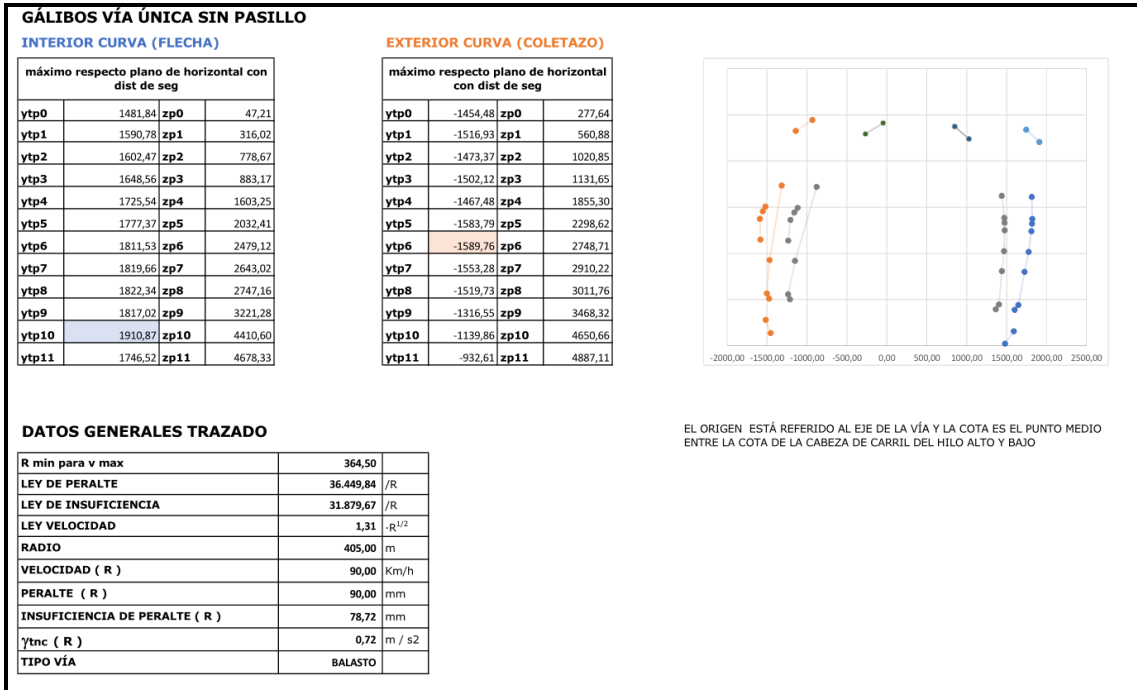 GÁLIBOS VÍA ÚNICA SIN PASILLO
INTERIOR CURVA (FLECHA)
máximo respecto plano de horizontal con
dist de seg
ytp0 1481,84 zp0 47,21
ytp1 1590,78 zp1 316,02
ytp2 1602,47 zp2 778,67
ytp3 1648,56 zp3 883,17
ytp4 1725,54 zp4 1603,25
ytp5 1777,37 zp5 2032,41
ytp6 1811,53 zp6 2479,12
ytp7 1819,66 zp7 2643,02
ytp8 1822,34 zp8 2747,16
ytp9 1817,02 zp9 3221,28
ytp10 1910,87 zp10 4410,60
ytp11 1746,52 zp11 4678,33
EXTERIOR CURVA (COLETAZO)
máximo respecto plano de horizontal
con dist de seg
ytp0 -1454,48 zp0 277,64
ytp1 -1516,93 zp1 560,88
ytp2 -1473,37 zp2 1020,85
ytp3 -1502,12 zp3 1131,65
ytp4 -1467,48 zp4 1855,30
ytp5 -1583,79 zp5 2298,62
ytp6 -1589,76 zp6 2748,71
ytp7 -1553,28 zp7 2910,22
ytp8 -1519,73 zp8 3011,76
ytp9 -1316,55 zp9 3468,32
ytp10 -1139,86 zp10 4650,66
ytp11 -932,61 zp11 4887,11
-2000,00 -1500,00 -1000,00 -500,00 0,00 500,00 1000,00 1500,00 2000,00 2500,00
EL ORIGEN ESTÁ REFERIDO AL EJE DE LA VÍA Y LA COTA ES EL PUNTO MEDIO
ENTRE LA COTA DE LA CABEZA DE CARRIL DEL HILO ALTO Y BAJO
DATOS GENERALES TRAZADO
R min para v max 364,50
LEY DE PERALTE 36.449,84 /R
LEY DE INSUFICIENCIA 31.879,67 /R
LEY VELOCIDAD 1,31 ·R1/2
RADIO 405,00 m
VELOCIDAD ( R ) 90,00 Km/h
PERALTE ( R ) 90,00 mm
INSUFICIENCIA DE PERALTE ( R ) 78,72 mm
γtnc ( R ) 0,72 m / s2
TIPO VÍA BALASTO